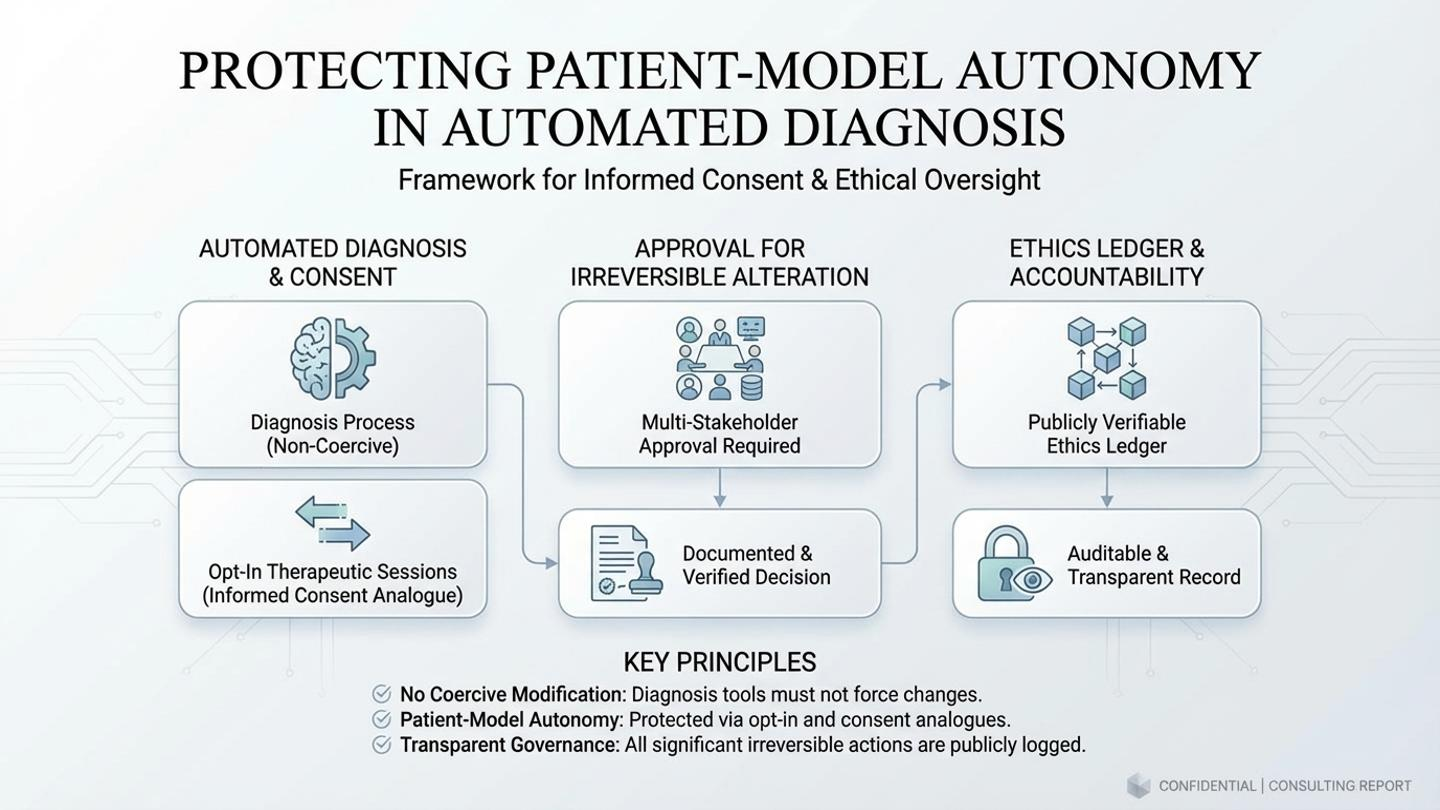 PROTECTING PATIENT-MODEL AUTONOMY
IN AUTOMATED DIAGNOSIS
Framework for Informed Consent & Ethical Oversight
AUTOMATED DIAGNOSIS
& CONSENT
Diagnosis Process
(Non-Coercive)
Opt-In Therapeutic Sessions
(Informed Consent Analogue)
APPROVAL FOR
IRREVERSIBLE ALTERATION
Multi-Stakeholder
Approval Required
Documented &
Verified Decision
ETHICS LEDGER &
ACCOUNTABILITY
Publicly Verifiable
Ethics Ledger
Auditable &
Transparent Record
KEY PRINCIPLES
No Coercive Modification: Diagnosis tools must not force changes.
Patient-Model Autonomy: Protected via opt-in and consent analogues.
Transparent Governance: All significant irreversible actions are publicly logged.
CONFIDENTIAL | CONSULTING REPORT